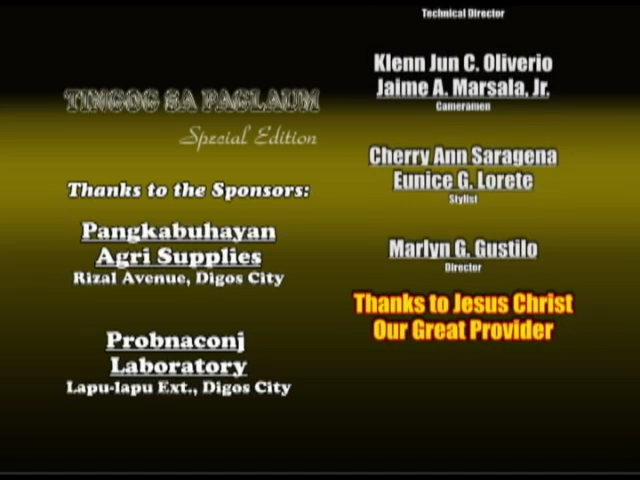 TINGOG SA PAGLAUM
Special Edition
Thanks to the Sponsors:
Pangkabuhayan
Agri Supplies
Rizal Avenue, Digos City
Probnaconj
Laboratory
Lapu-lapu Ext., Digos City
Technical Director
Klenn Jun C. Oliverio
Jaime A. Marsala, Jr.
Cameramen
Cherry Ann Saragena
Eunice G. Lorete
Stylist
Marlyn G. Gustilo
Director
Thanks to Jesus Christ
Our Great Provider